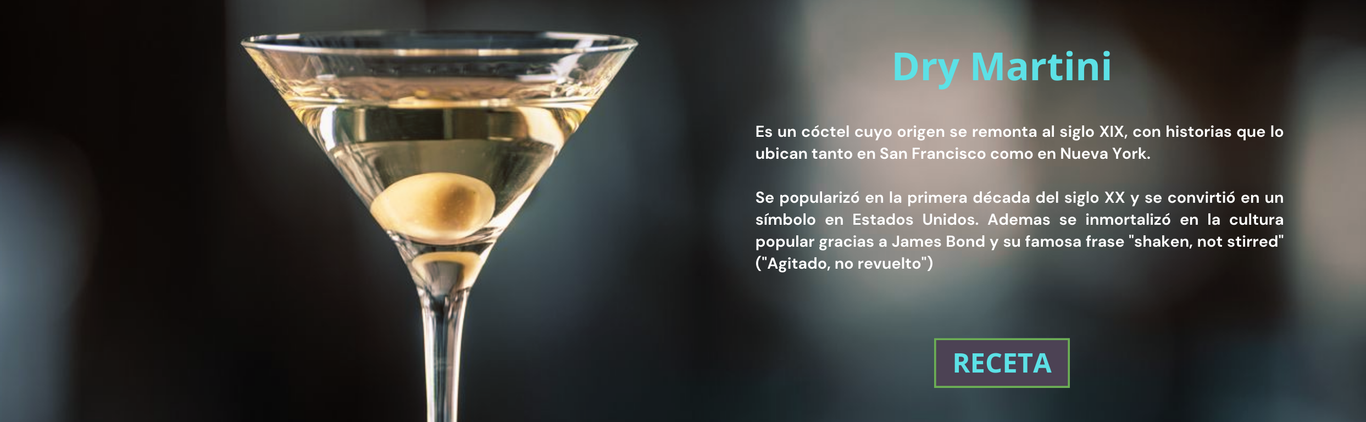 Dry Martini
Es un cóctel cuyo origen se remonta al siglo XIX, con historias que lo
ubican tanto en San Francisco como en Nueva York.
Se popularizó en la primera década del siglo XX y se convirtió en un
símbolo en Estados Unidos. Ademas se inmortalizó en la cultura
popular gracias a James Bond y su famosa frase "shaken, not stirred"
("Agitado, no revuelto")
RECETA